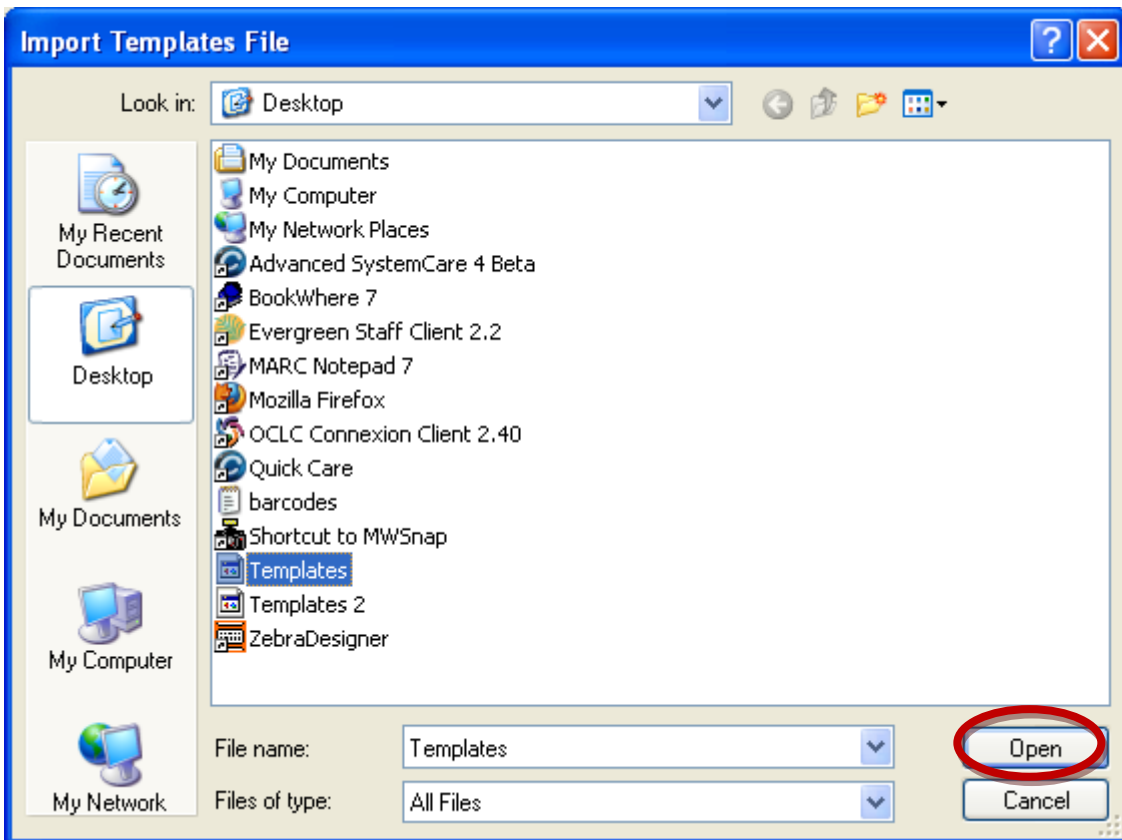 Import Templates File
Look in:
Desktop
My Recent
Documents
Desktop
My Documents
My Computer
My Network
My Documents
My Computer
My Network Places
Advanced SystemCare 4 Beta
BookWhere 7
Evergreen Staff Client 2.2
MARC Notepad 7
Mozilla Firefox
OCLC Connexion Client 2.40
Quick Care
barcodes
Shortcut to MWSnap
Templates
Templates 2
ZebraDesigner
File name:
Templates
Open
Files of type:
All Files
Cancel